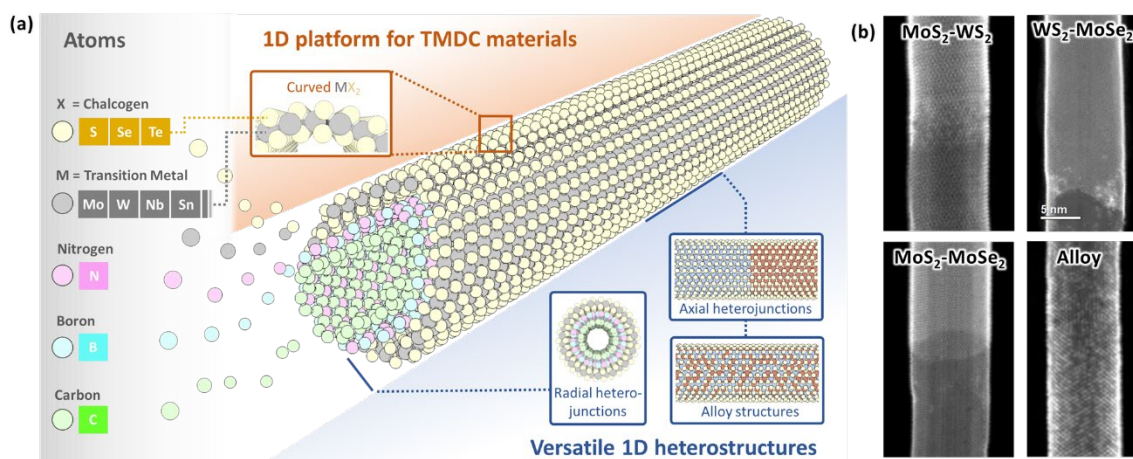 (a)
Atoms
X = Chalcogen
S Se Te
M = Transition Metal
Mo W Nb Sn
Nitrogen
N
Boron
B
Carbon
C
1D platform for TMDC materials
Curved MX₂
Axial heterojunctions
Radial hetero-
junctions
Alloy structures
Versatile 1D heterostructures
(b)
MoS₂-WS₂
WS₂-MoSe₂
5 nm
MoS₂-MoSe₂
Alloy